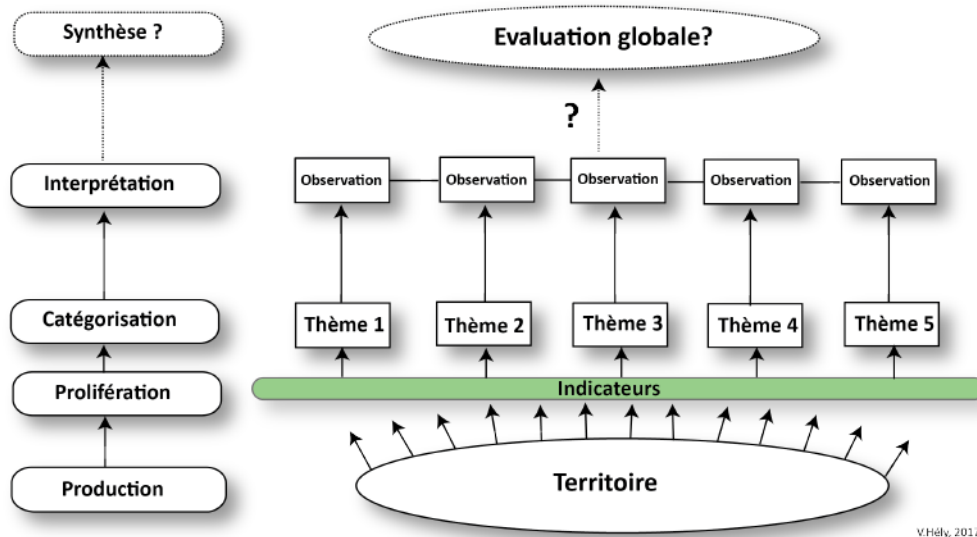 Synthèse ?
Evaluation globale?
?
Interprétation
Observation
Observation
Observation
Observation
Observation
Catégorisation
Thème 1
Thème 2
Thème 3
Thème 4
Thème 5
Prolifération
Indicateurs
Production
Territoire
V.Hély,